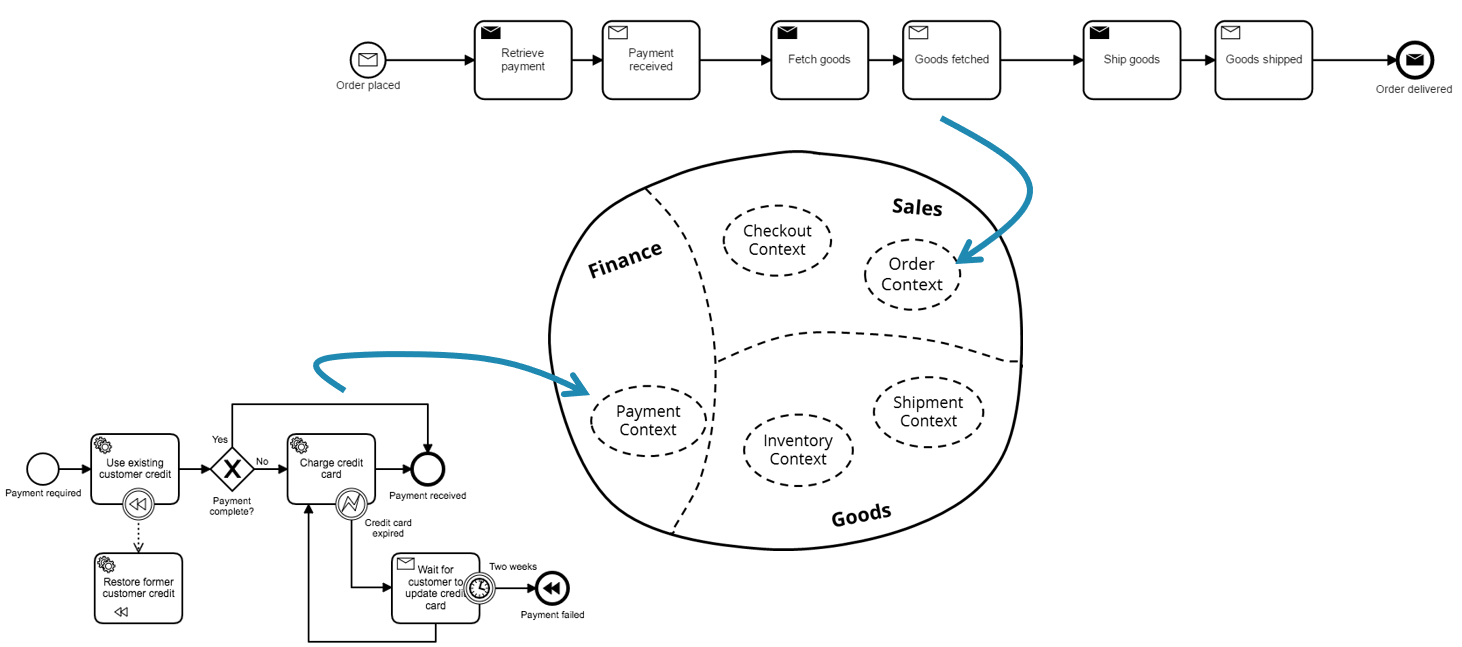 Retrieve
payment
Payment
received
Fetch goods
Goods fetched
Ship goods
Goods shipped
Order placed
Order delivered
Sales
Checkout
Context
Finance
Order
Context
Payment
Context
Shipment
Context
Inventory
Context
Goods
Yes
Use existing
customer credit
No
Charge credit
card
Payment required
Payment
complete?
Payment received
Credit card
expired
Restore former
customer credit
Wait for
customer to
update credit
card
Two weeks
Payment failed